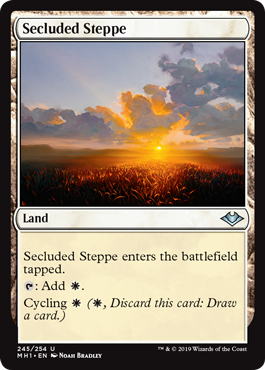 Secluded Steppe
Land
Secluded Steppe enters the battlefield
tapped.
: Add .
Cycling (, Discard this card: Draw
a card.)
245/254 U
MH1 • EN Noah Bradley
™ & © 2019 Wizards of the Coast